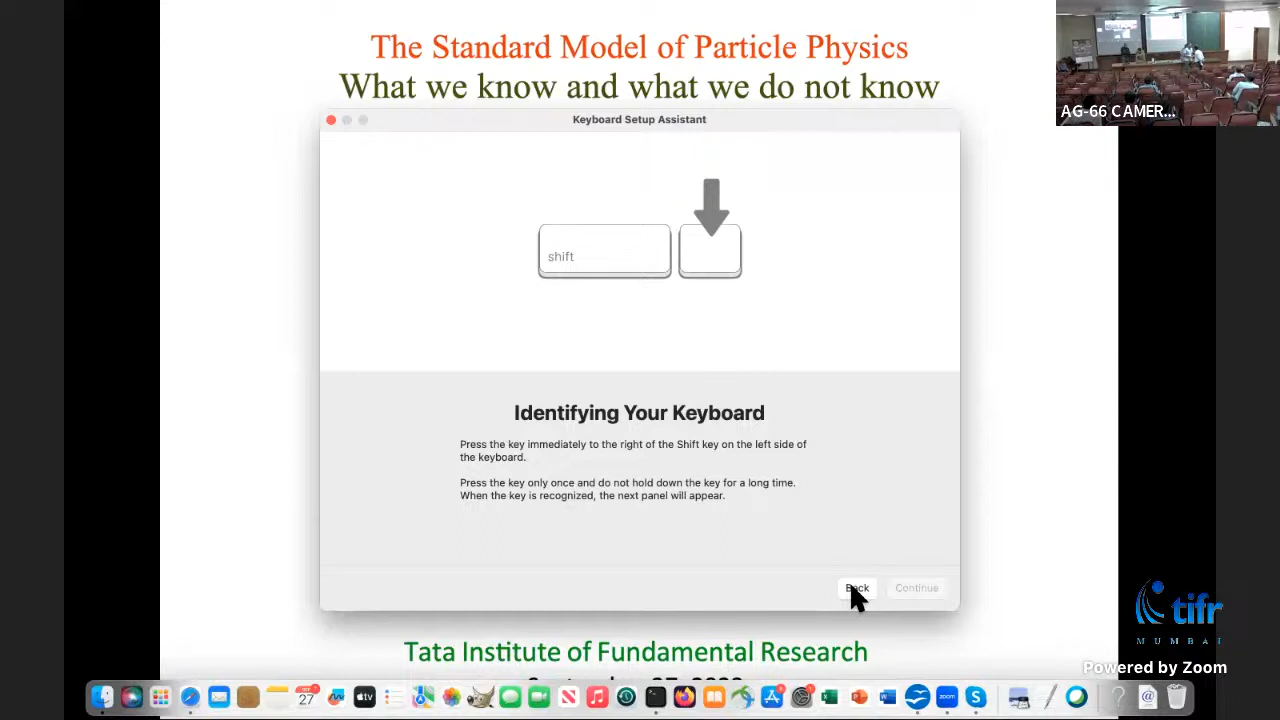 The Standard Model of Particle Physics
What we know and what we do not know
AG-66 CAMER...
Keyboard Setup Assistant
shift
Identifying Your Keyboard
Press the key immediately to the right of the Shift key on the left side of
the keyboard.
Press the key only once and do not hold down the key for a long time.
When the key is recognized, the next panel will appear.
Back
Continue
tifr
MUMBAI
Tata Institute of Fundamental Research
Powered by Zoom
27
tv
zoom